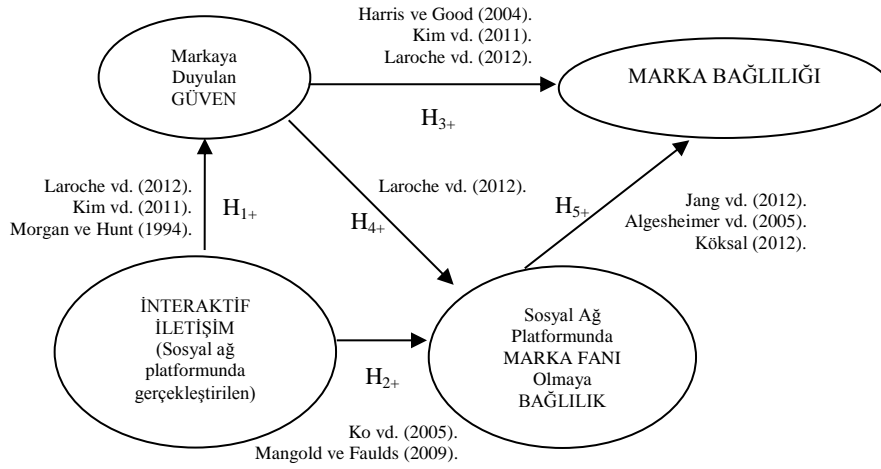 Harris ve Good (2004).
Kim vd. (2011).
Laroche vd. (2012).
Markaya
Duyulan
GÜVEN
MARKA BAĞLILIĞI
H3+
Laroche vd. (2012).
Kim vd. (2011).
Morgan ve Hunt (1994).
H1+
Laroche vd. (2012).
H4+
H5+
Jang vd. (2012).
Algesheimer vd. (2005).
Köksal (2012).
İNTERAKTİF
İLETİŞİM
(Sosyal ağ
platformunda
gerçekleştirilen)
H2+
Sosyal Ağ
Platformunda
MARKA FANI
Olmaya
BAĞLILIK
Ko vd. (2005).
Mangold ve Faulds (2009).